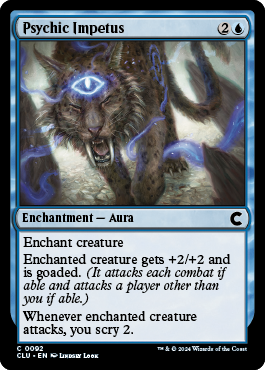 Psychic Impetus 2
Enchantment — Aura
Enchant creature
Enchanted creature gets +2/+2 and
is goaded. (It attacks each combat if
able and attacks a player other than
you if able.)
Whenever enchanted creature
attacks, you scry 2.
C 0092
™ & © 2024 Wizards of the Coast
CLU • EN Lindsey Look